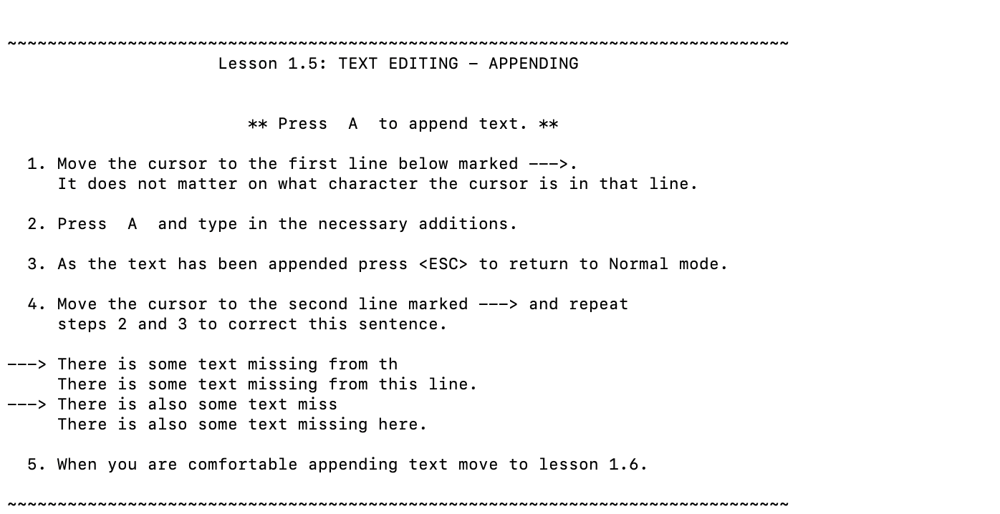 ~~~~~~~~~~~~~~~~~~~~~~~~~~~~~~~~~~~~~~~~~~~~~~~~~~~~~~~~~~~~~~~~~~~~~~~~~~~~~~
                     Lesson 1.5: TEXT EDITING - APPENDING


                        ** Press  A  to append text. **

  1. Move the cursor to the first line below marked --->.
     It does not matter on what character the cursor is in that line.

  2. Press  A  and type in the necessary additions.

  3. As the text has been appended press <ESC> to return to Normal mode.

  4. Move the cursor to the second line marked ---> and repeat
     steps 2 and 3 to correct this sentence.

---> There is some text missing from th
     There is some text missing from this line.
---> There is also some text miss
     There is also some text missing here.

  5. When you are comfortable appending text move to lesson 1.6.

~~~~~~~~~~~~~~~~~~~~~~~~~~~~~~~~~~~~~~~~~~~~~~~~~~~~~~~~~~~~~~~~~~~~~~~~~~~~~~